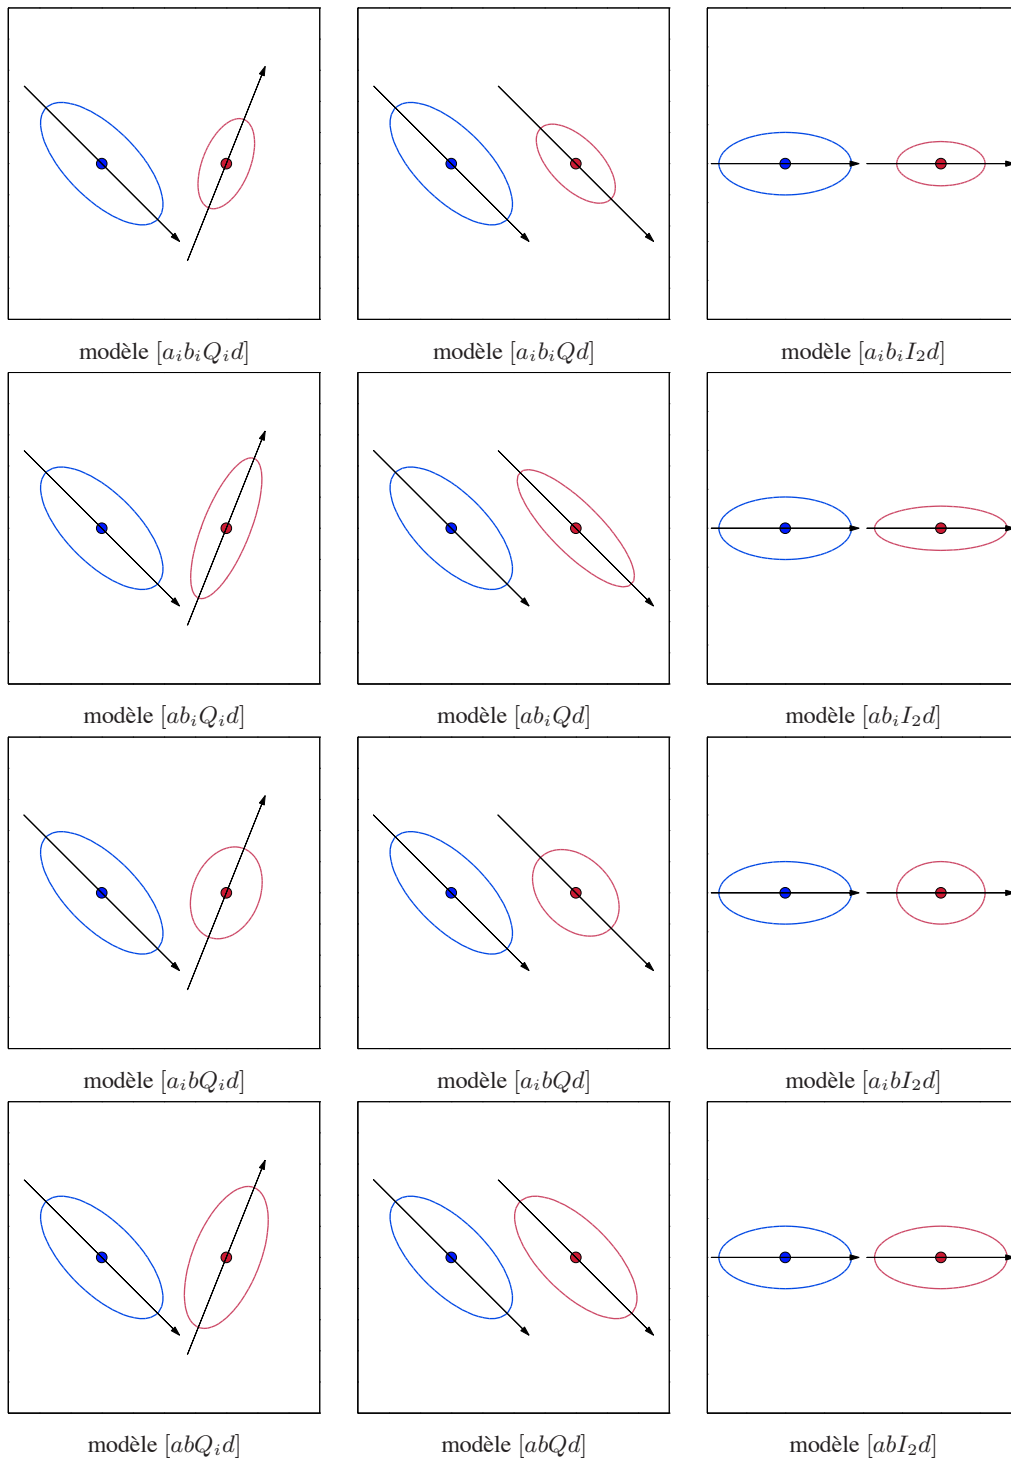 modèle [a_i b_i Q_i d] modèle [a_i b_i Q d] modèle [a_i b_i I_2 d]
modèle [a b_i Q_i d] modèle [a b_i Q d] modèle [a b_i I_2 d]
modèle [a_i b Q_i d] modèle [a_i b Q d] modèle [a_i b I_2 d]
modèle [a b Q_i d] modèle [a b Q d] modèle [a b I_2 d]